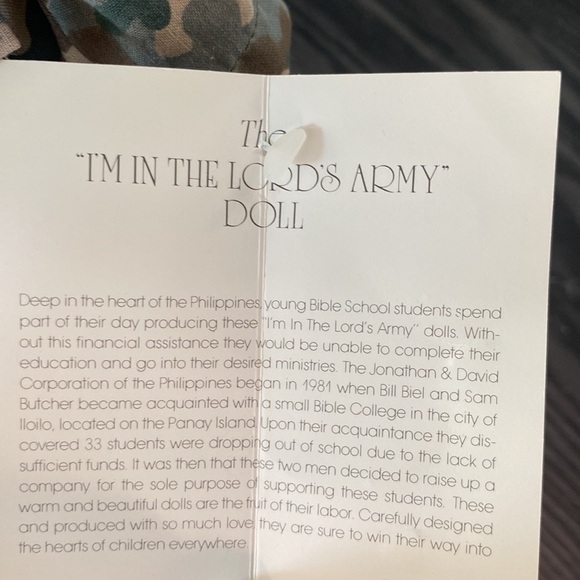 The
"I'M IN THE LORD'S ARMY"
DOLL
Deep in the heart of the Philippines, young Bible School students spend
part of their day producing these "I'm In The Lord's Army" dolls. With-
out this financial assistance they would be unable to complete their
education and go into their desired ministries. The Jonathan & David
Corporation of the Philippines began in 1981 when Bill Biel and Sam
Butcher became acquainted with a small Bible College in the city of
Iloilo, located on the Panay Island. Upon their acquaintance they dis-
covered 33 students were dropping out of school due to the lack of
sufficient funds. It was then that these two men decided to raise up a
company for the sole purpose of supporting these students. These
warm and beautiful dolls are the fruit of their labor. Carefully designed
and produced with so much love, they are sure to win their way into
the hearts of children everywhere.